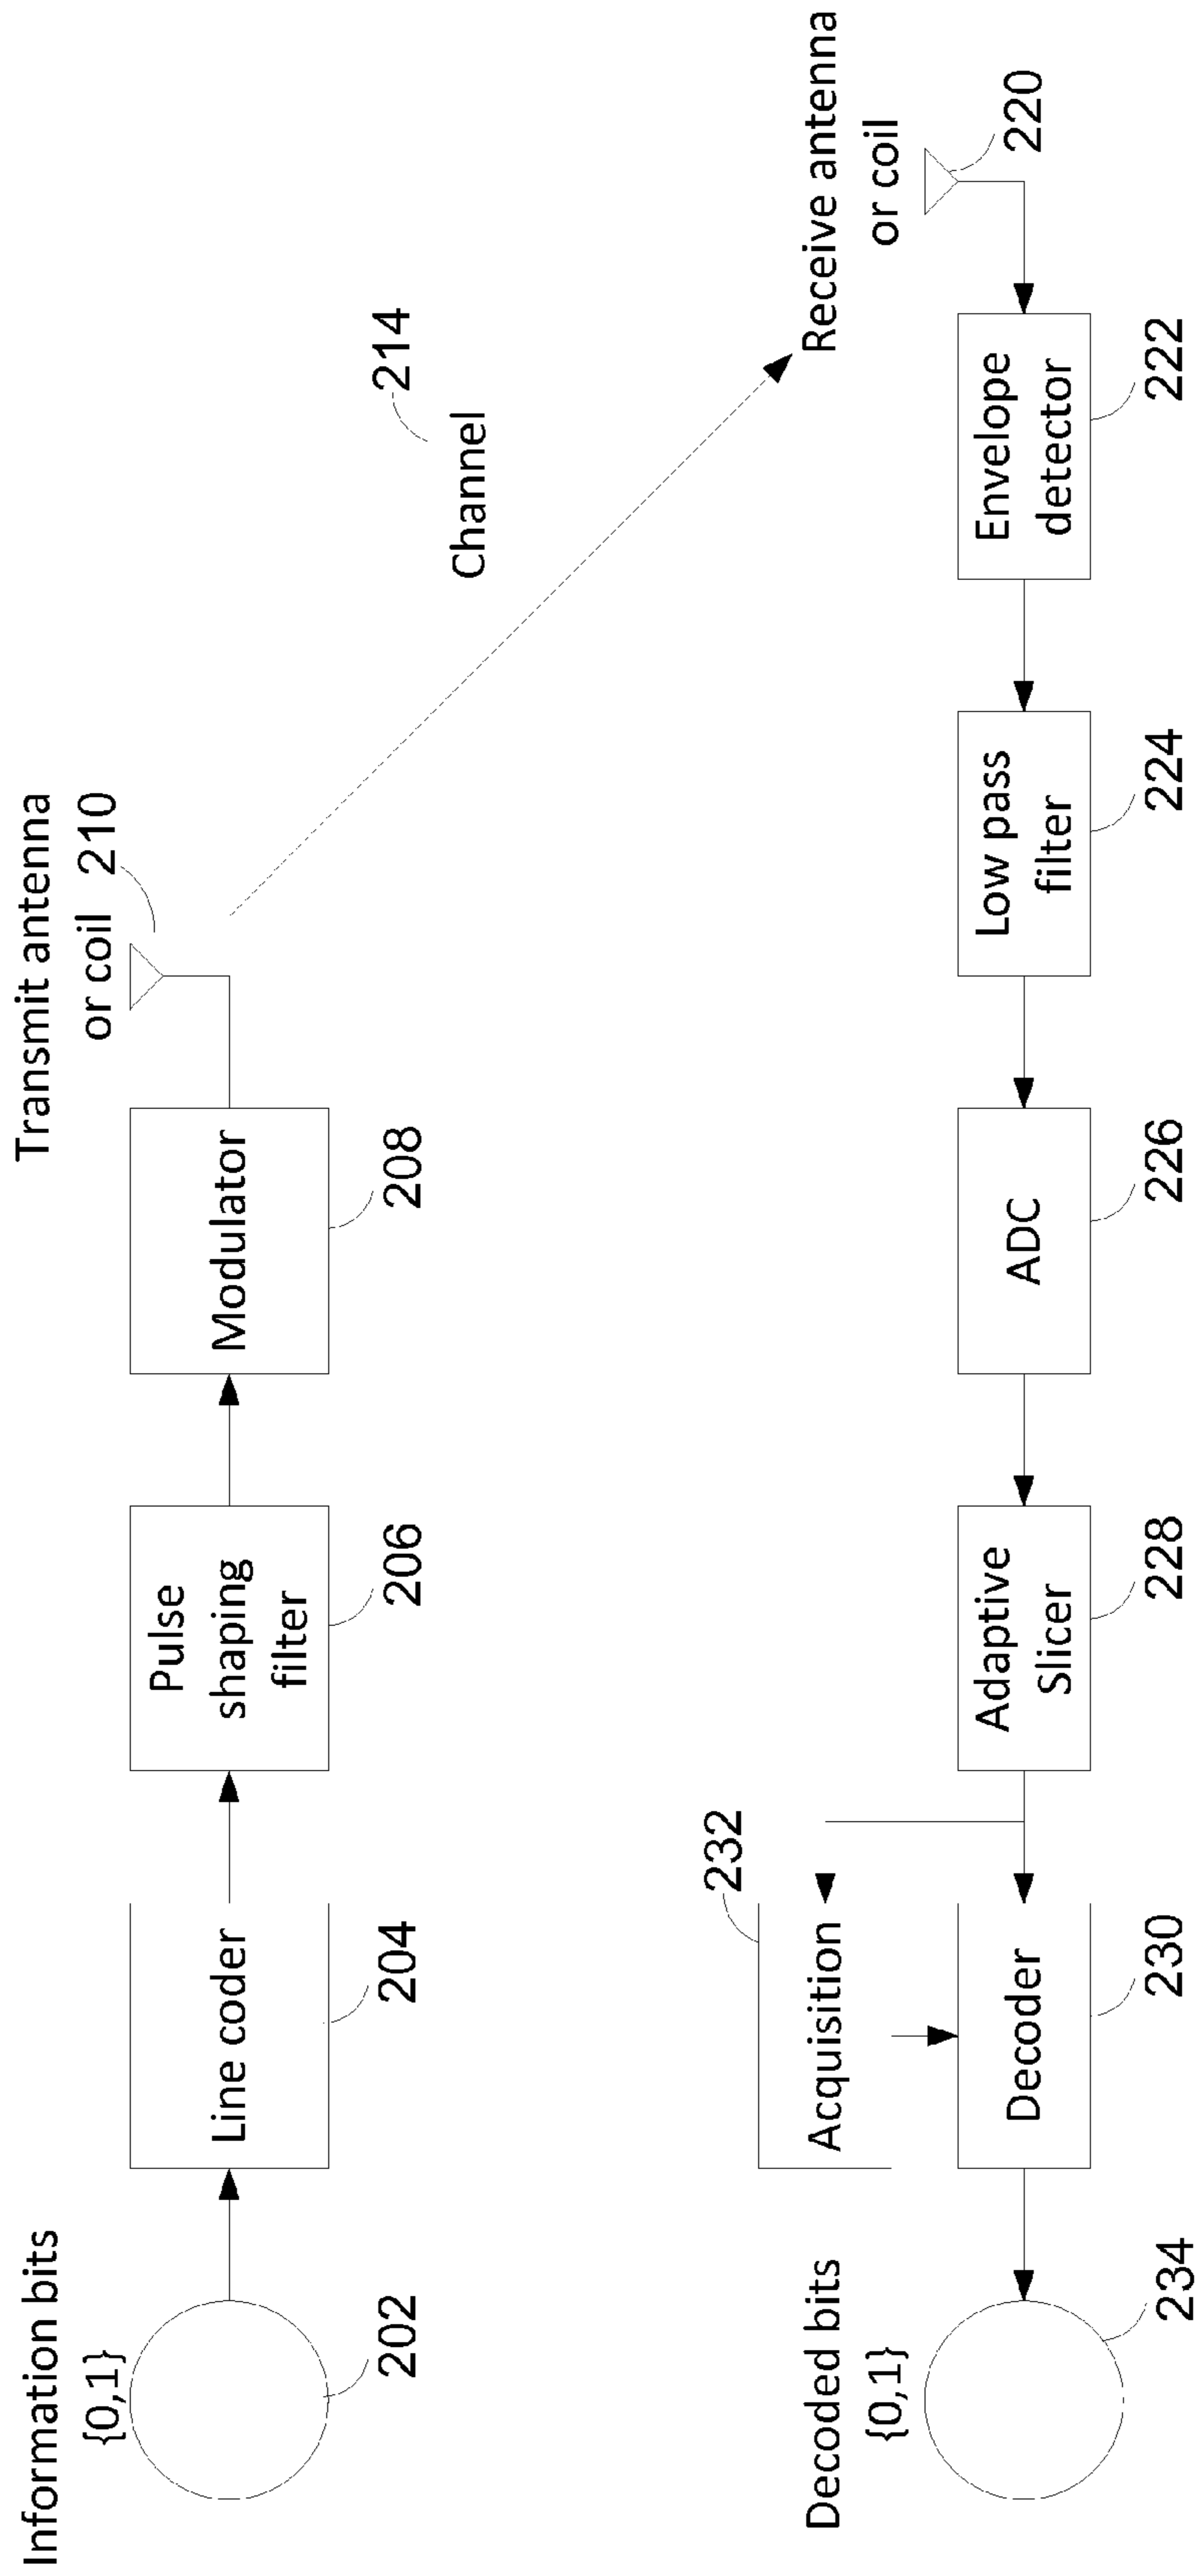 Information bits
{0,1}
202
Line coder
204
Pulse
shaping
filter
206
Modulator
208
Transmit antenna
or coil 210
Channel
214
Receive antenna
or coil
220
Envelope
detector
222
Low pass
filter
224
ADC
226
Adaptive
Slicer
228
Acquisition
232
Decoder
230
Decoded bits
{0,1}
234